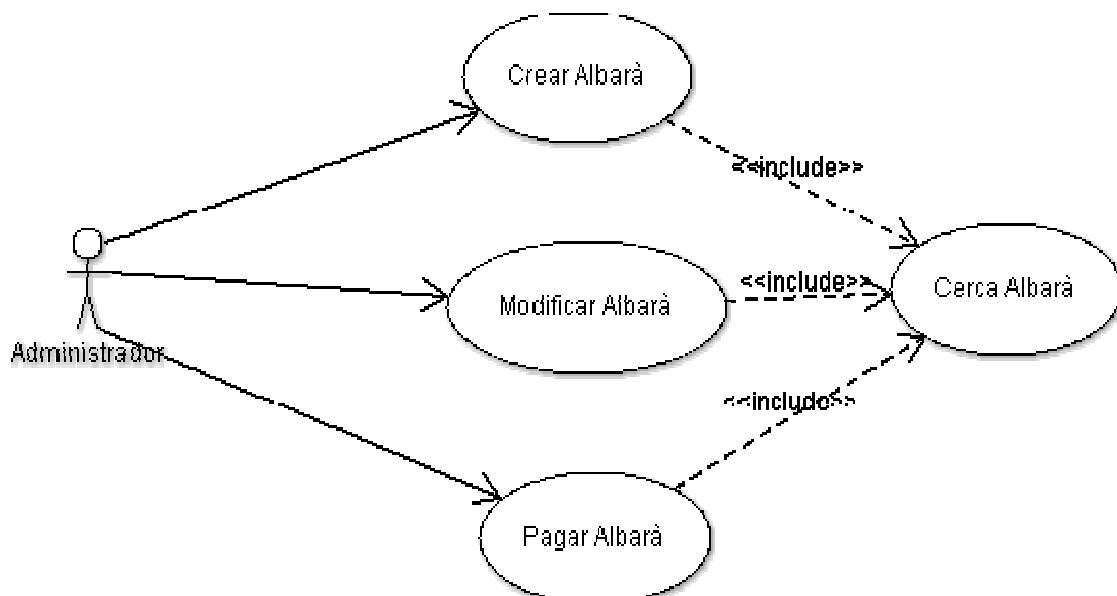 Crear Albarà
<<include>>
<<include>>
Cerca Albarà
Modificar Albarà
Administrador
<<include>>
Pagar Albarà